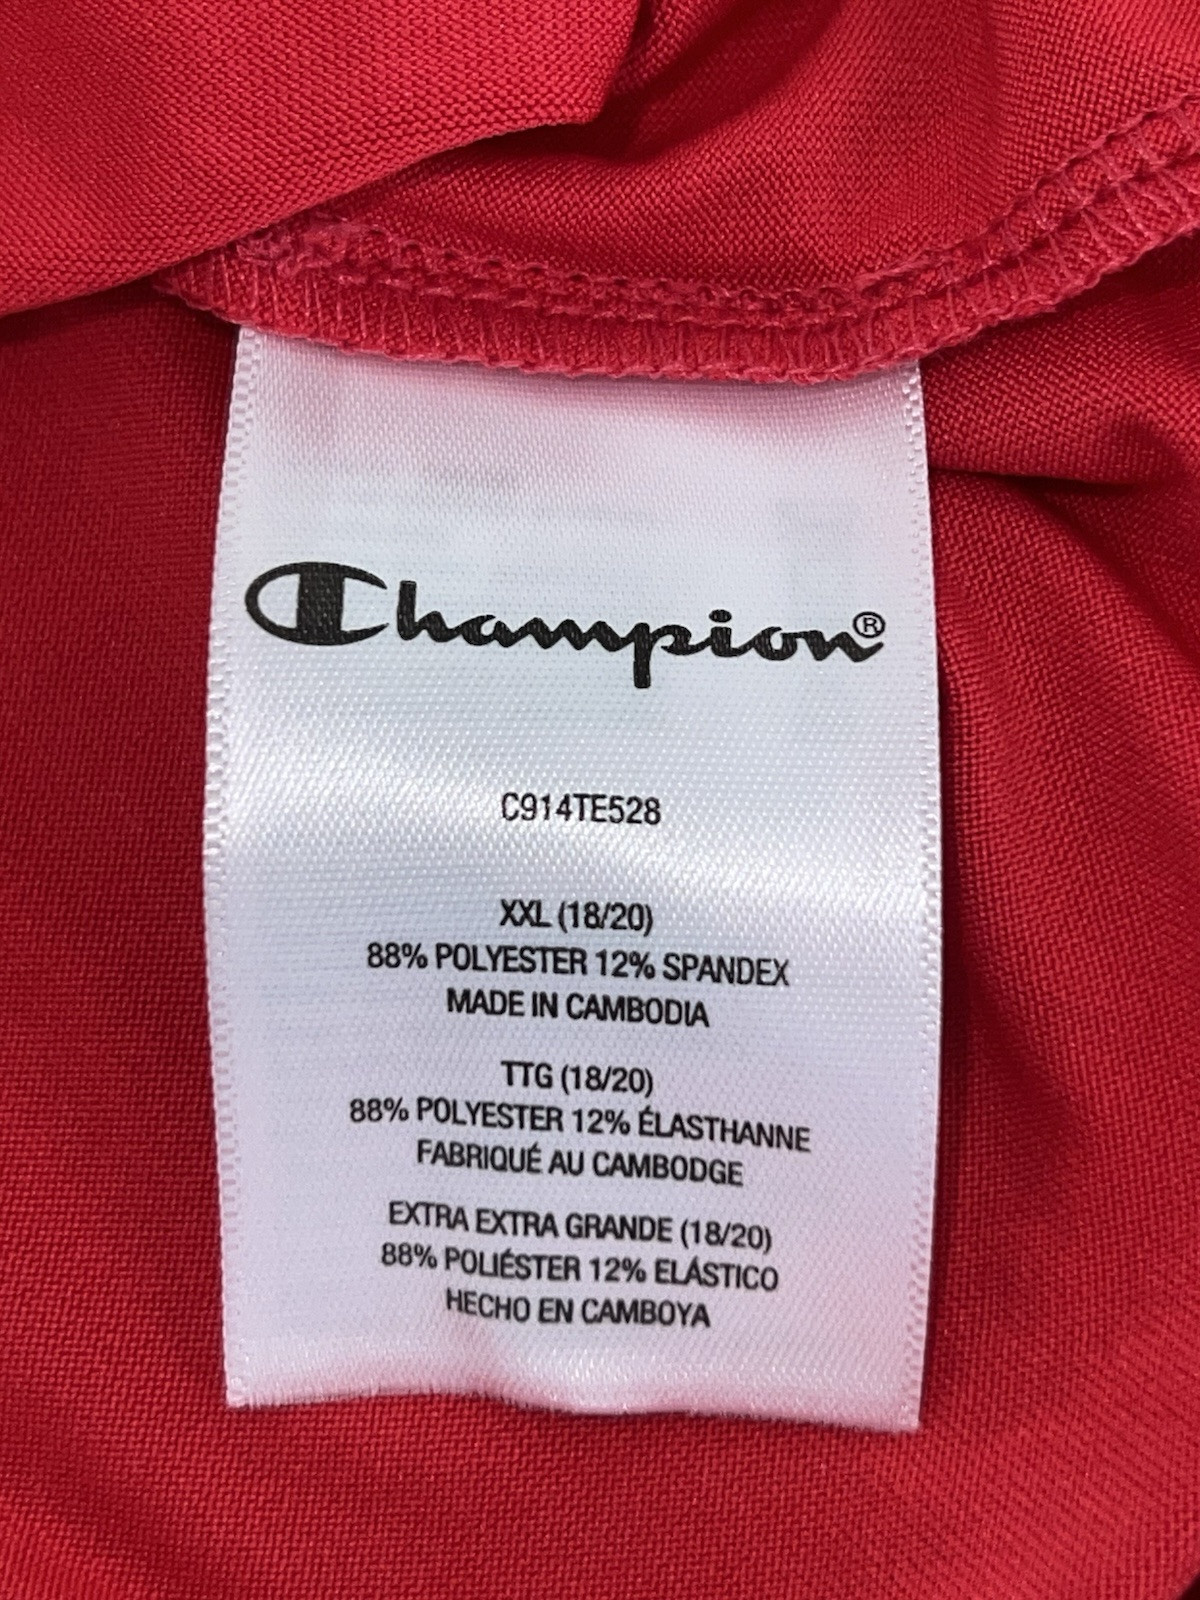 Champion®
C914TE528
XXL (18/20)
88% POLYESTER 12% SPANDEX
MADE IN CAMBODIA
TTG (18/20)
88% POLYESTER 12% ÉLASTHANNE
FABRIQUÉ AU CAMBODGE
EXTRA EXTRA GRANDE (18/20)
88% POLIÉSTER 12% ELÁSTICO
HECHO EN CAMBOYA